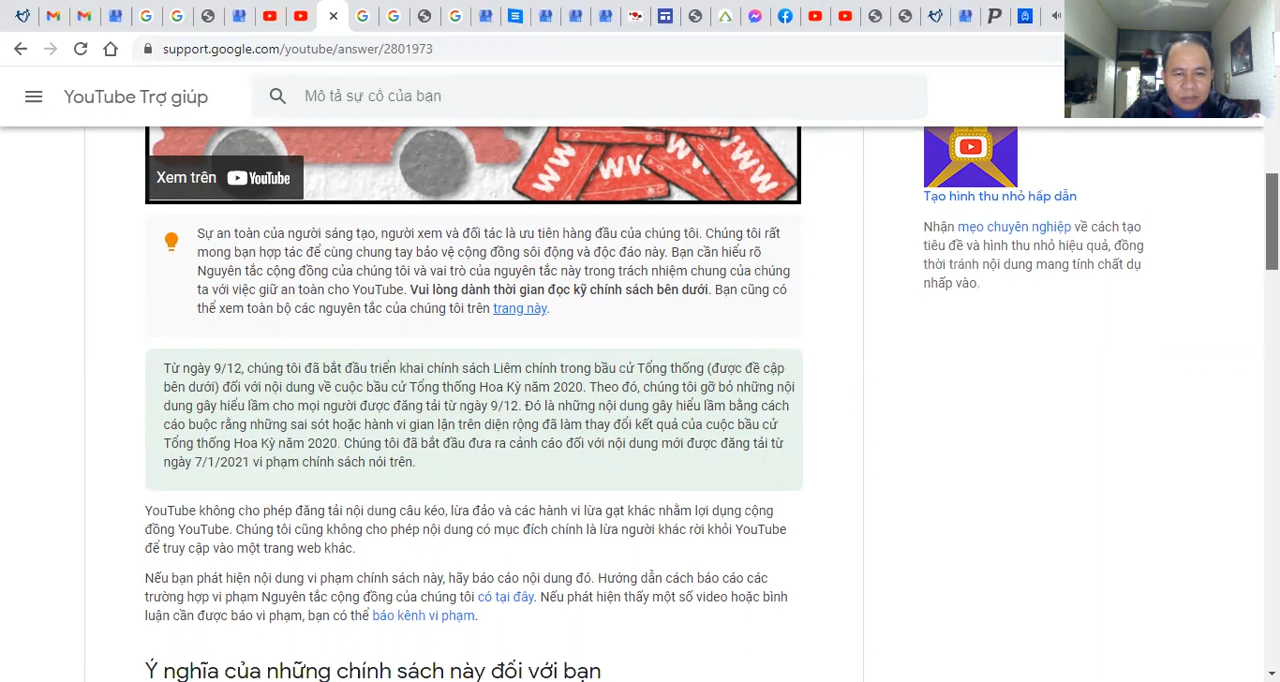 support.google.com/youtube/answer/2801973
YouTube Trợ giúp
Mô tả sự cố của bạn
WW
WW
WW
WW
Xem trên YouTube
Sự an toàn của người sáng tạo, người xem và đối tác là ưu tiên hàng đầu của chúng tôi. Chúng tôi rất
mong bạn hợp tác để cùng chung tay bảo vệ cộng đồng sôi động và độc đáo này. Bạn cần hiểu rõ
Nguyên tắc cộng đồng của chúng tôi và vai trò của nguyên tắc này trong trách nhiệm chung của chúng
ta với việc giữ an toàn cho YouTube. Vui lòng dành thời gian đọc kỹ chính sách bên dưới. Bạn cũng có
thể xem toàn bộ các nguyên tắc của chúng tôi trên trang này.
Từ ngày 9/12, chúng tôi đã bắt đầu triển khai chính sách Liêm chính trong bầu cử Tổng thống (được đề cập
bên dưới) đối với nội dung về cuộc bầu cử Tổng thống Hoa Kỳ năm 2020. Theo đó, chúng tôi gỡ bỏ những nội
dung gây hiểu lầm cho mọi người được đăng tải từ ngày 9/12. Đó là những nội dung gây hiểu lầm bằng cách
cáo buộc rằng những sai sót hoặc hành vi gian lận trên diện rộng đã làm thay đổi kết quả của cuộc bầu cử
Tổng thống Hoa Kỳ năm 2020. Chúng tôi đã bắt đầu đưa ra cảnh cáo đối với nội dung mới được đăng tải từ
ngày 7/1/2021 vi phạm chính sách nói trên.
YouTube không cho phép đăng tải nội dung câu kéo, lừa đảo và các hành vi lừa gạt khác nhằm lợi dụng cộng
đồng YouTube. Chúng tôi cũng không cho phép nội dung có mục đích chính là lừa người khác rời khỏi YouTube
để truy cập vào một trang web khác.
Nếu bạn phát hiện nội dung vi phạm chính sách này, hãy báo cáo nội dung đó. Hướng dẫn cách báo cáo các
trường hợp vi phạm Nguyên tắc cộng đồng của chúng tôi có tại đây. Nếu phát hiện thấy một số video hoặc bình
luận cần được báo vi phạm, bạn có thể báo kênh vi phạm.
Ý nghĩa của những chính sách này đối với bạn
Tạo hình thu nhỏ hấp dẫn
Nhận mẹo chuyên nghiệp về cách tạo
tiêu đề và hình thu nhỏ hiệu quả, đồng
thời tránh nội dung mang tính chất dụ
nhấp vào.